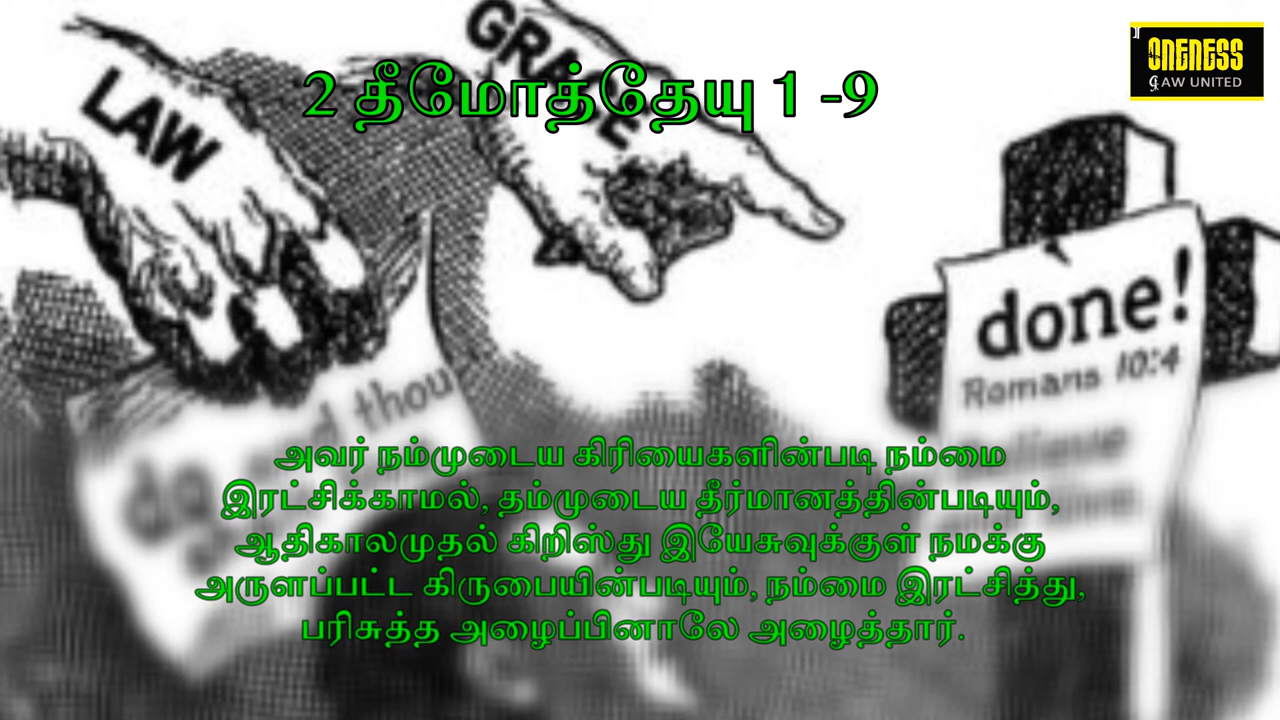 LAW
GRACE
2 தீமோத்தேயு 1 -9
ONENESS
LAW UNITED
done!
Romans 10:4
thou
அவர் நம்முடைய கிரியைகளின்படி நம்மை
இரட்சிக்காமல், தம்முடைய தீர்மானத்தின்படியும்,
ஆதிகாலமுதல் கிறிஸ்து இயேசுவுக்குள் நமக்கு
அருளப்பட்ட கிருபையின்படியும், நம்மை இரட்சித்து,
பரிசுத்த அழைப்பினாலே அழைத்தார்.